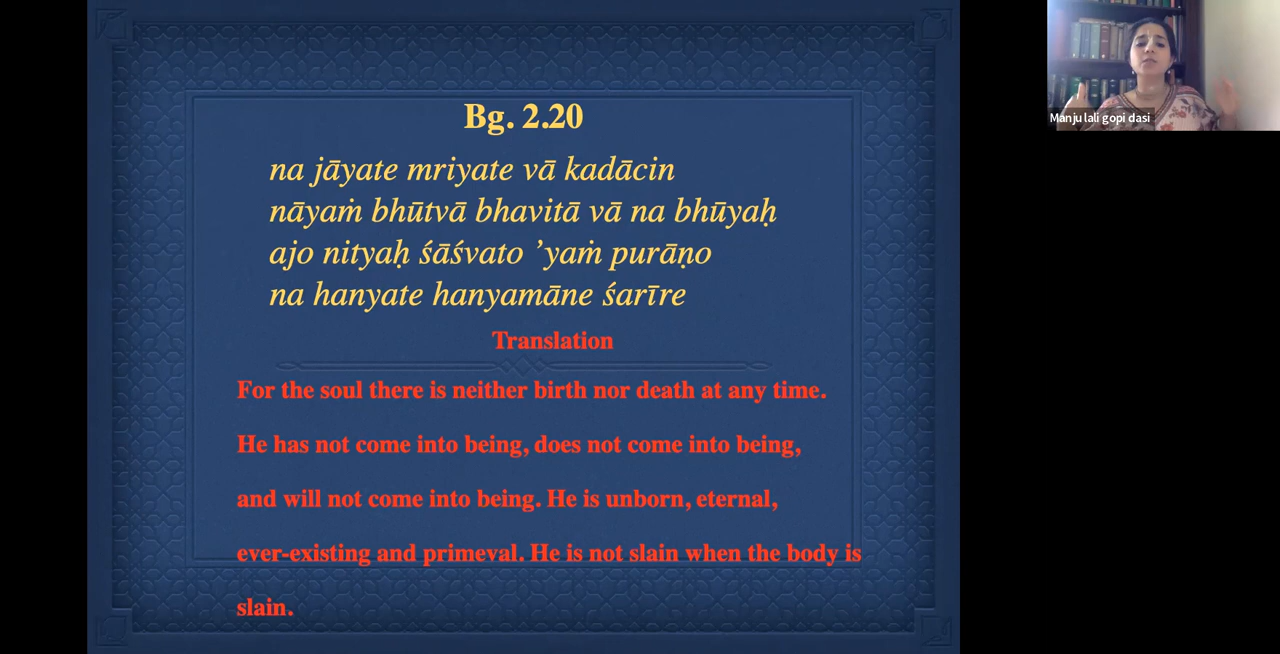 Bg. 2.20
na jāyate mriyate vā kadācin
nāyaṁ bhūtvā bhavitā vā na bhūyaḥ
ajo nityaḥ śāśvato ’yaṁ purāṇo
na hanyate hanyamāne śarīre
Translation
For the soul there is neither birth nor death at any time.
He has not come into being, does not come into being,
and will not come into being. He is unborn, eternal,
ever-existing and primeval. He is not slain when the body is
slain.
Manju lali gopi dasi